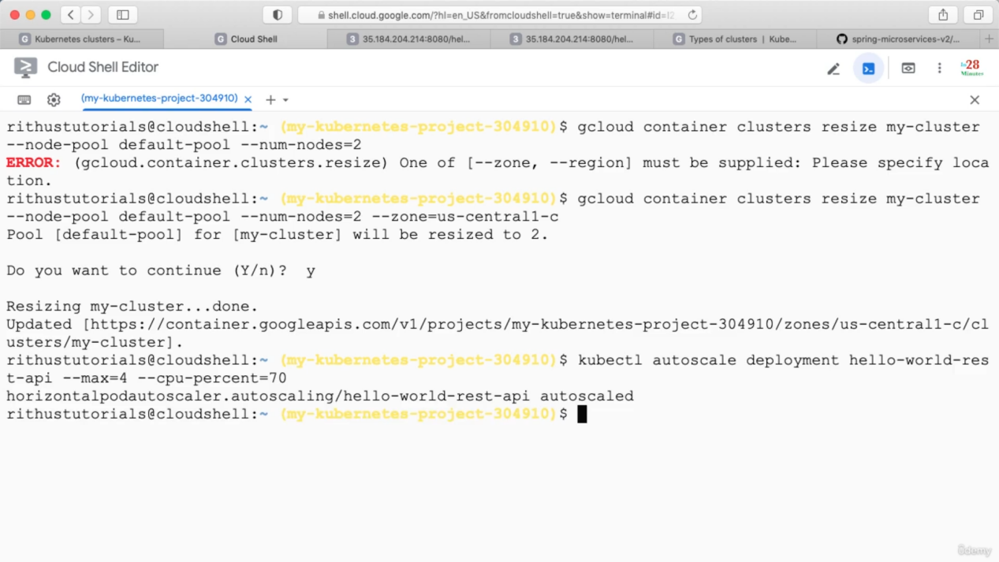 shell.cloud.google.com/?hl=en_US&fromcloudshell=true&show=terminal#id=I2
Kubernetes clusters – Ku...
Cloud Shell
35.184.204.214:8080/hel...
35.184.204.214:8080/hel...
Types of clusters | Kube...
spring-microservices-v2/...
Cloud Shell Editor
In28
Minutes
(my-kubernetes-project-304910)
rithustutorials@cloudshell:~ (my-kubernetes-project-304910)$ gcloud container clusters resize my-cluster
--node-pool default-pool --num-nodes=2
ERROR: (gcloud.container.clusters.resize) One of [--zone, --region] must be supplied: Please specify loca
tion.
rithustutorials@cloudshell:~ (my-kubernetes-project-304910)$ gcloud container clusters resize my-cluster
--node-pool default-pool --num-nodes=2 --zone=us-central1-c
Pool [default-pool] for [my-cluster] will be resized to 2.
Do you want to continue (Y/n)?  y
Resizing my-cluster...done.
Updated [https://container.googleapis.com/v1/projects/my-kubernetes-project-304910/zones/us-central1-c/cl
usters/my-cluster].
rithustutorials@cloudshell:~ (my-kubernetes-project-304910)$ kubectl autoscale deployment hello-world-res
t-api --max=4 --cpu-percent=70
horizontalpodautoscaler.autoscaling/hello-world-rest-api autoscaled
rithustutorials@cloudshell:~ (my-kubernetes-project-304910)$
ûdemy